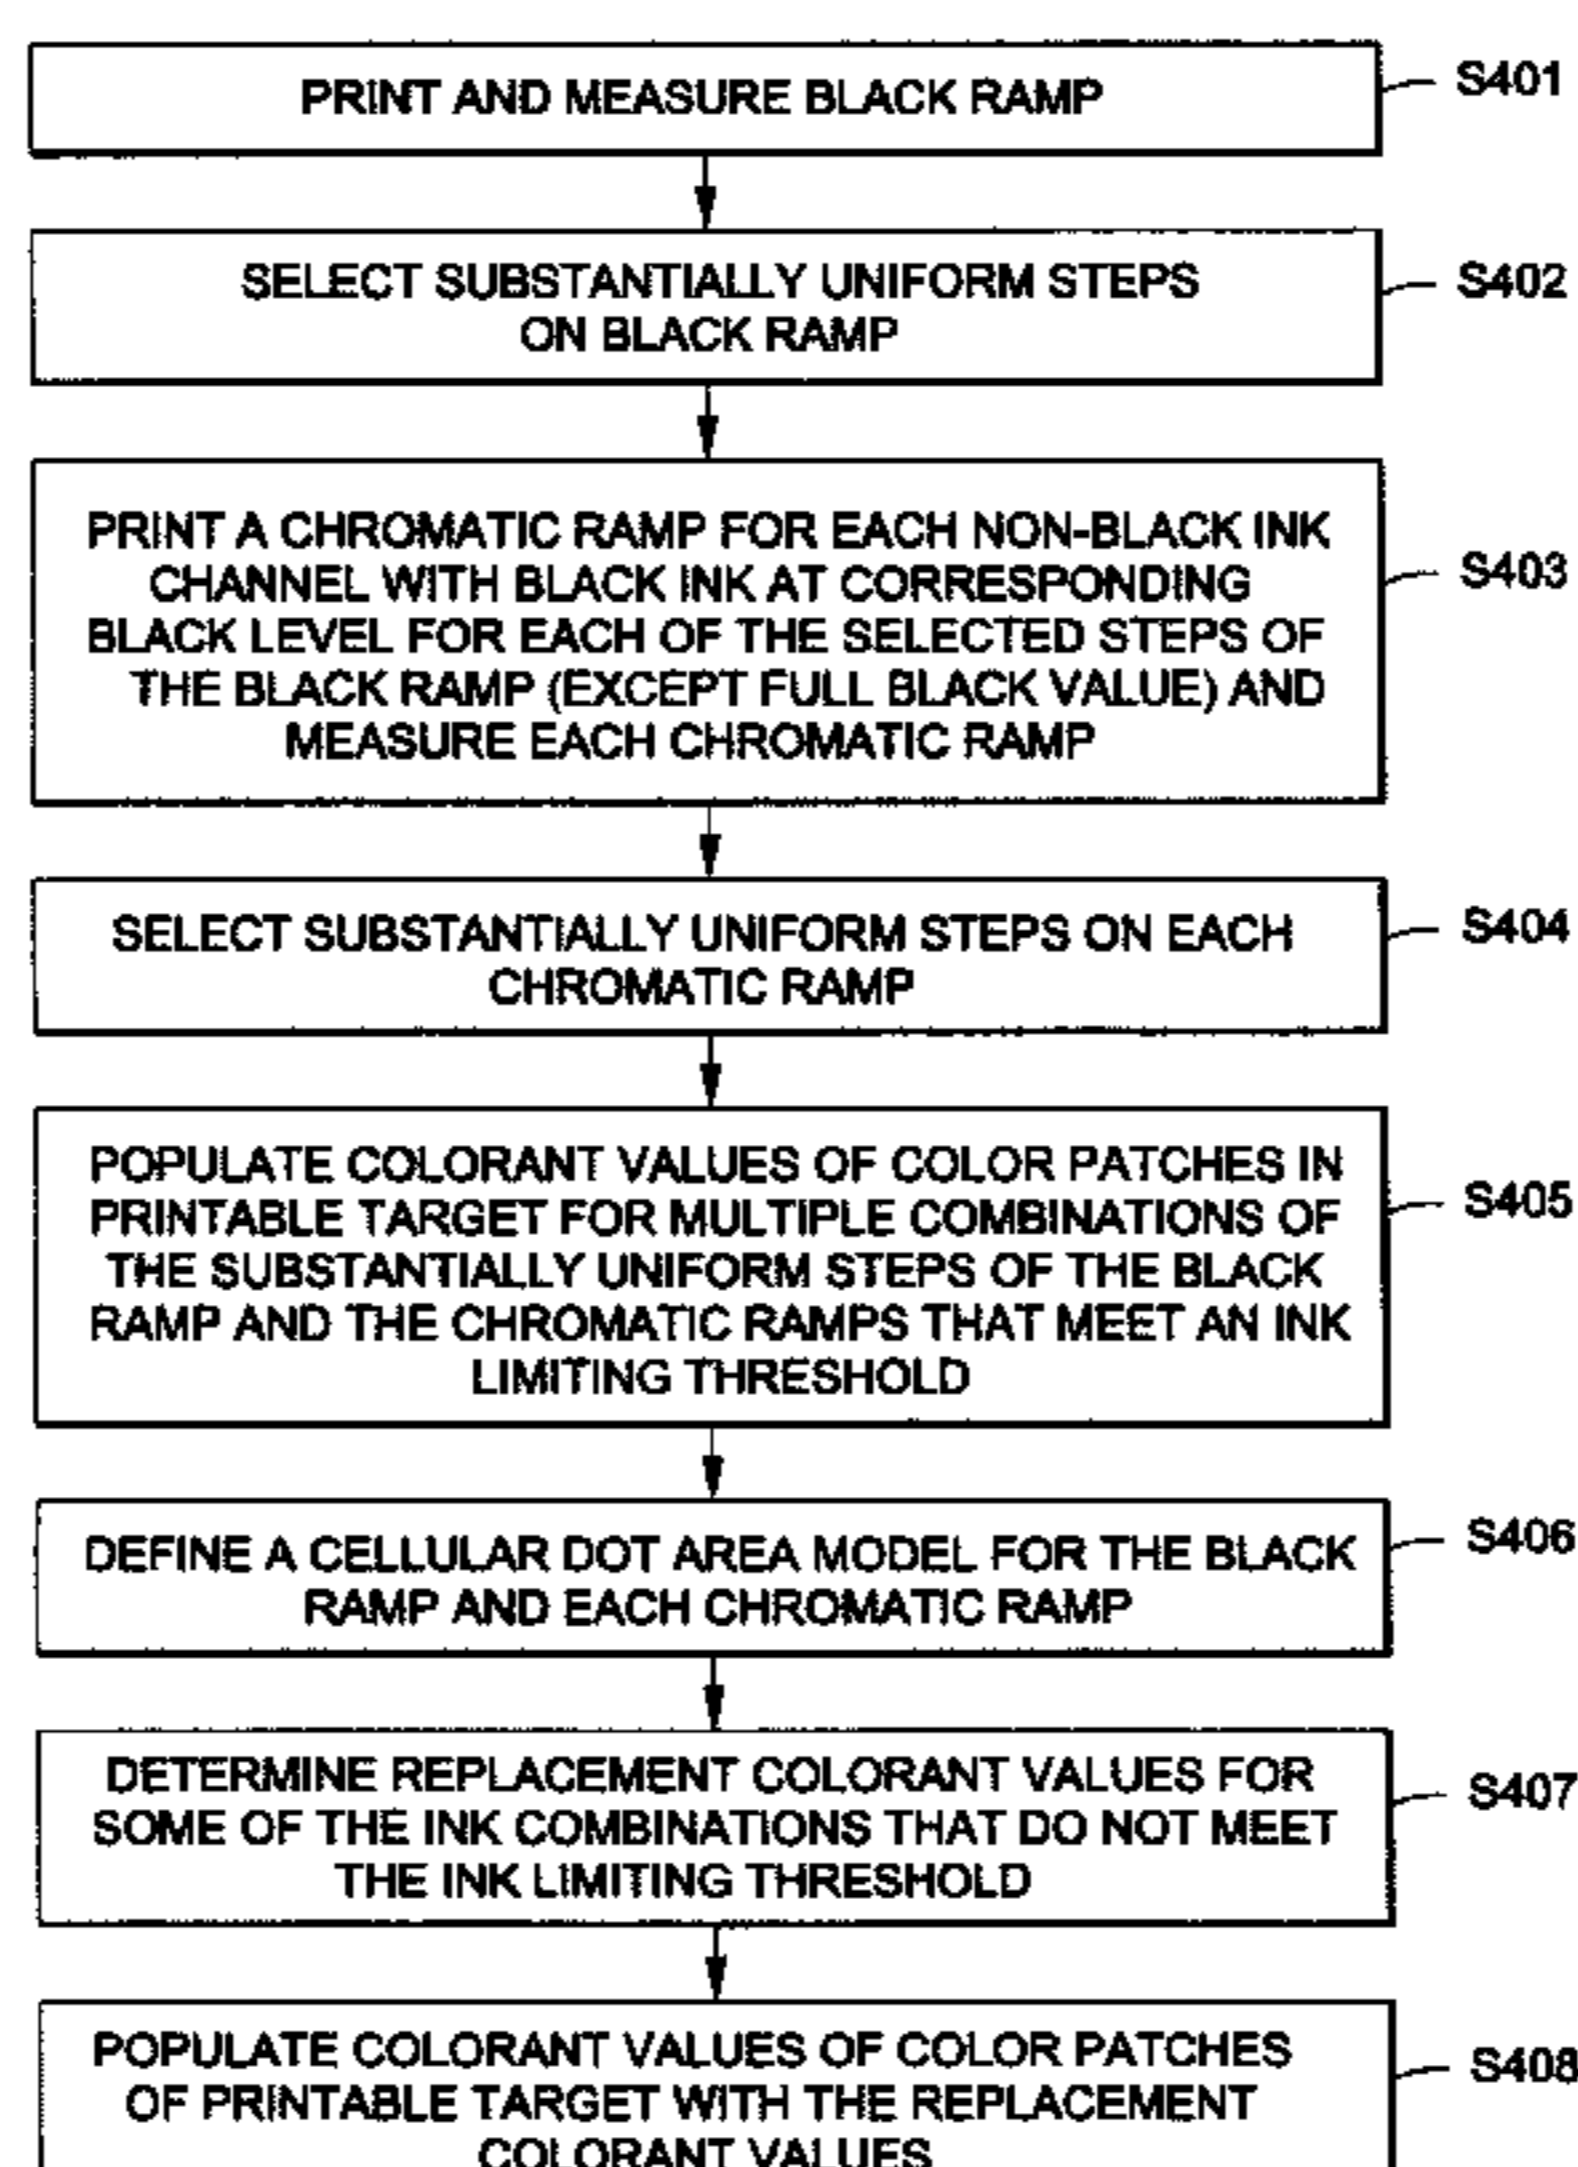 PRINT AND MEASURE BLACK RAMP
S401
SELECT SUBSTANTIALLY UNIFORM STEPS
ON BLACK RAMP
S402
PRINT A CHROMATIC RAMP FOR EACH NON-BLACK INK
CHANNEL WITH BLACK INK AT CORRESPONDING
BLACK LEVEL FOR EACH OF THE SELECTED STEPS OF
THE BLACK RAMP (EXCEPT FULL BLACK VALUE) AND
MEASURE EACH CHROMATIC RAMP
S403
SELECT SUBSTANTIALLY UNIFORM STEPS ON EACH
CHROMATIC RAMP
S404
POPULATE COLORANT VALUES OF COLOR PATCHES IN
PRINTABLE TARGET FOR MULTIPLE COMBINATIONS OF
THE SUBSTANTIALLY UNIFORM STEPS OF THE BLACK
RAMP AND THE CHROMATIC RAMPS THAT MEET AN INK
LIMITING THRESHOLD
S405
DEFINE A CELLULAR DOT AREA MODEL FOR THE BLACK
RAMP AND EACH CHROMATIC RAMP
S406
DETERMINE REPLACEMENT COLORANT VALUES FOR
SOME OF THE INK COMBINATIONS THAT DO NOT MEET
THE INK LIMITING THRESHOLD
S407
POPULATE COLORANT VALUES OF COLOR PATCHES
OF PRINTABLE TARGET WITH THE REPLACEMENT
COLORANT VALUES
S408